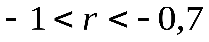 - 1 < r < - 0,7